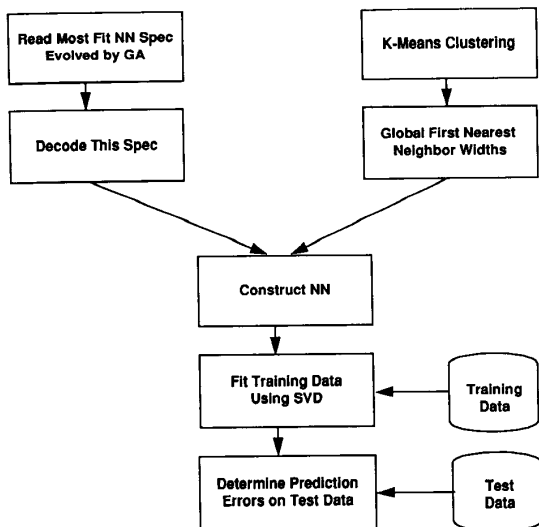 Read Most Fit NN Spec
Evolved by GA
K-Means Clustering
Decode This Spec
Global First Nearest
Neighbor Widths
Construct NN
Fit Training Data
Using SVD
Training
Data
Determine Prediction
Errors on Test Data
Test
Data